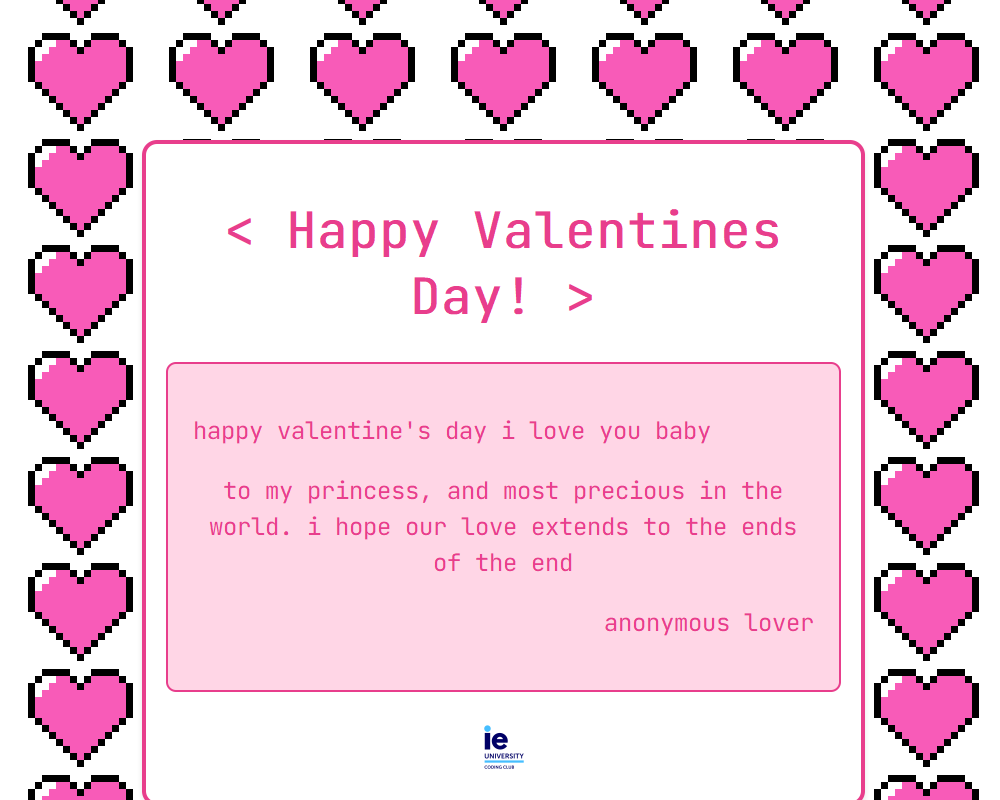 < Happy Valentines
Day! >
happy valentine's day i love you baby
to my princess, and most precious in the
world. i hope our love extends to the ends
of the end
anonymous lover
ie
UNIVERSITY
CODING CLUB